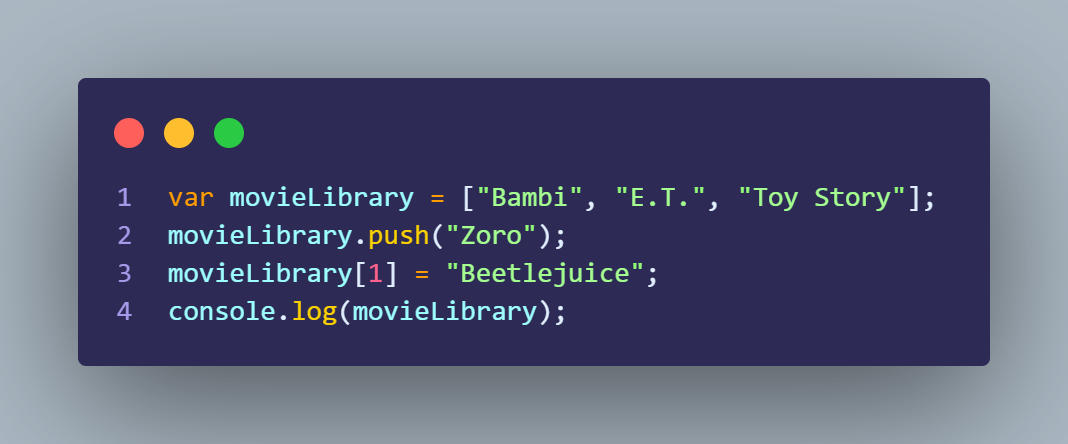 1 var movieLibrary = ["Bambi", "E.T.", "Toy Story"];
2 movieLibrary.push("Zoro");
3 movieLibrary[1] = "Beetlejuice";
4 console.log(movieLibrary);